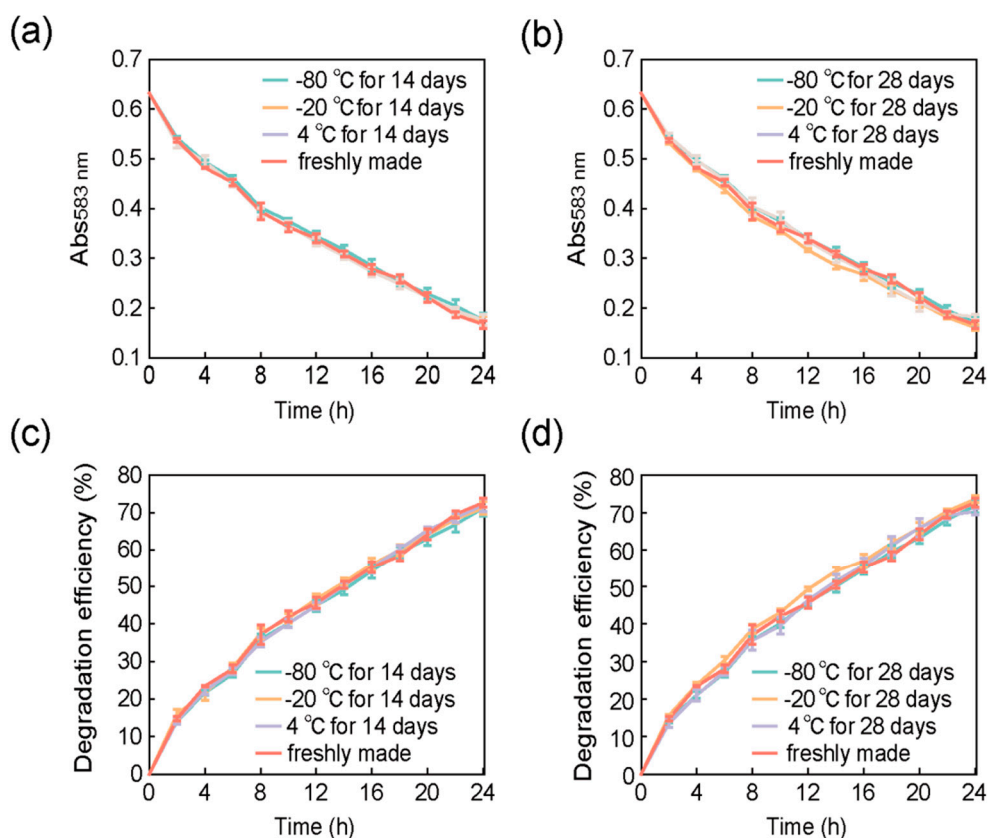 (a)
0.7
0.6
0.5
0.4
0.3
0.2
0.1
Abs583 nm
-80 °C for 14 days
-20 °C for 14 days
4 °C for 14 days
freshly made
0 4 8 12 16 20 24
Time (h)
(b)
0.7
0.6
0.5
0.4
0.3
0.2
0.1
Abs583 nm
-80 °C for 28 days
-20 °C for 28 days
4 °C for 28 days
freshly made
0 4 8 12 16 20 24
Time (h)
(c)
80
70
60
50
40
30
20
10
0
Degradation efficiency (%)
-80 °C for 14 days
-20 °C for 14 days
4 °C for 14 days
freshly made
0 4 8 12 16 20 24
Time (h)
(d)
80
70
60
50
40
30
20
10
0
Degradation efficiency (%)
-80 °C for 28 days
-20 °C for 28 days
4 °C for 28 days
freshly made
0 4 8 12 16 20 24
Time (h)